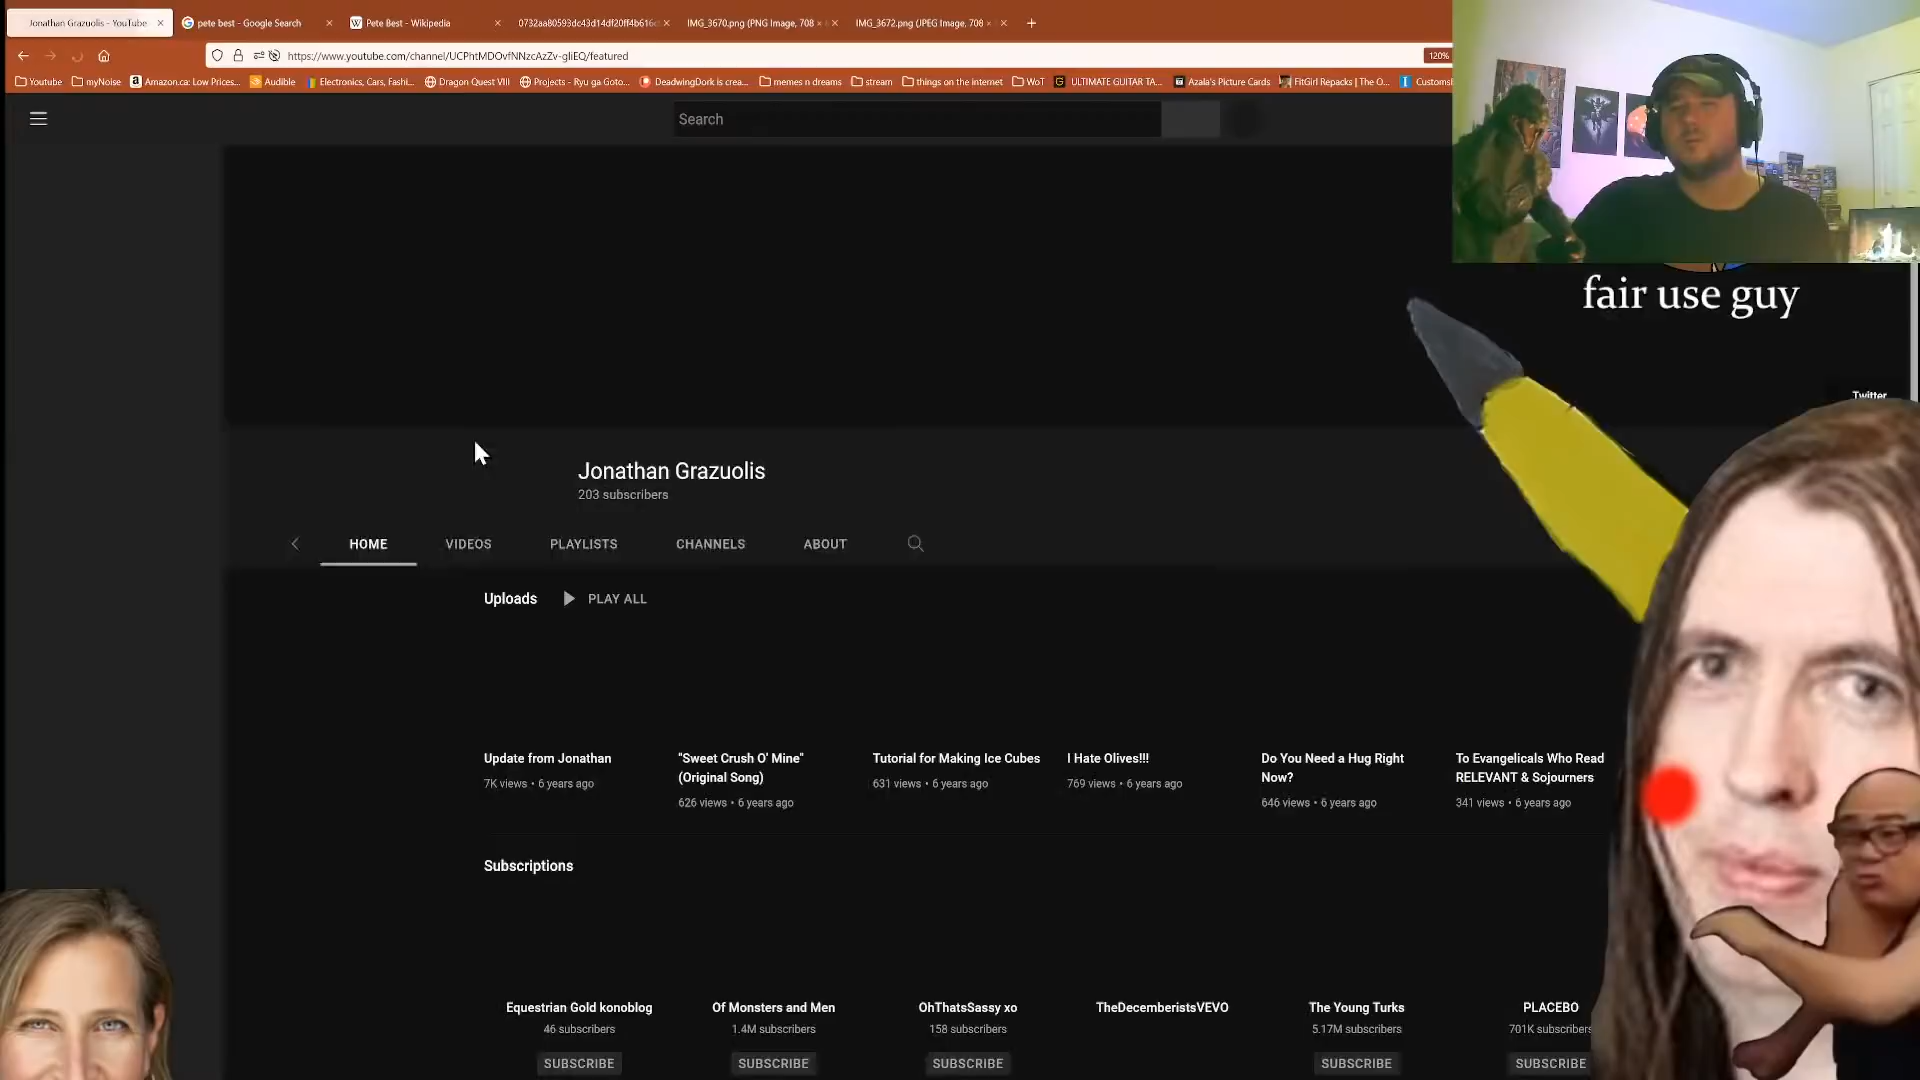 Jonathan Grazuolis - YouTube
pete best - Google Search
Pete Best - Wikipedia
0732aa80593dc43d14df20ff4b616c
IMG_3670.png (PNG Image, 708 ×
IMG_3672.png (JPEG Image, 708 ×
https://www.youtube.com/channel/UCPhtMDOvfNNzcAzZv-gIiEQ/featured
120%
Youtube
myNoise
Amazon.ca: Low Prices...
Audible
Electronics, Cars, Fashi...
Dragon Quest VIII
Projects - Ryu ga Goto...
DeadwingDork is crea...
memes n dreams
stream
things on the internet
WoT
ULTIMATE GUITAR TA...
Azala's Picture Cards
FitGirl Repacks | The O...
Search
fair use guy
Twitter
Jonathan Grazuolis
203 subscribers
HOME
VIDEOS
PLAYLISTS
CHANNELS
ABOUT
Uploads
PLAY ALL
Update from Jonathan
7K views • 6 years ago
"Sweet Crush O' Mine"
(Original Song)
626 views • 6 years ago
Tutorial for Making Ice Cubes
631 views • 6 years ago
I Hate Olives!!!
769 views • 6 years ago
Do You Need a Hug Right
Now?
646 views • 6 years ago
To Evangelicals Who Read
RELEVANT & Sojourners
341 views • 6 years ago
Subscriptions
Equestrian Gold konoblog
46 subscribers
SUBSCRIBE
Of Monsters and Men
1.4M subscribers
SUBSCRIBE
OhThatsSassy xo
158 subscribers
SUBSCRIBE
TheDecemberistsVEVO
The Young Turks
5.17M subscribers
SUBSCRIBE
PLACEBO
701K subscribers
SUBSCRIBE